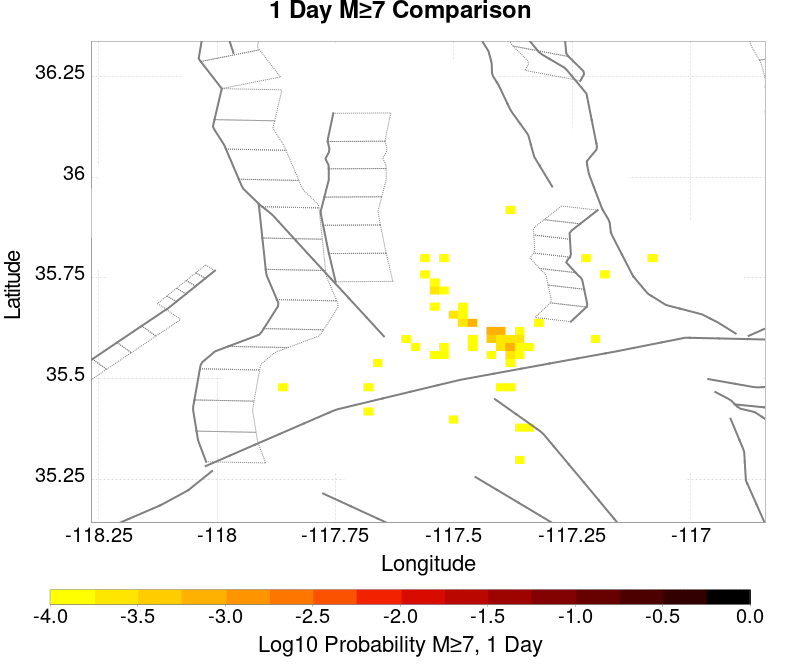 1 Day M≥7 Comparison
36.25
36
35.75
35.5
35.25
Latitude
-118.25 -118 -117.75 -117.5 -117.25 -117
Longitude
-4.0 -3.5 -3.0 -2.5 -2.0 -1.5 -1.0 -0.5 0.0
Log10 Probability M≥7, 1 Day